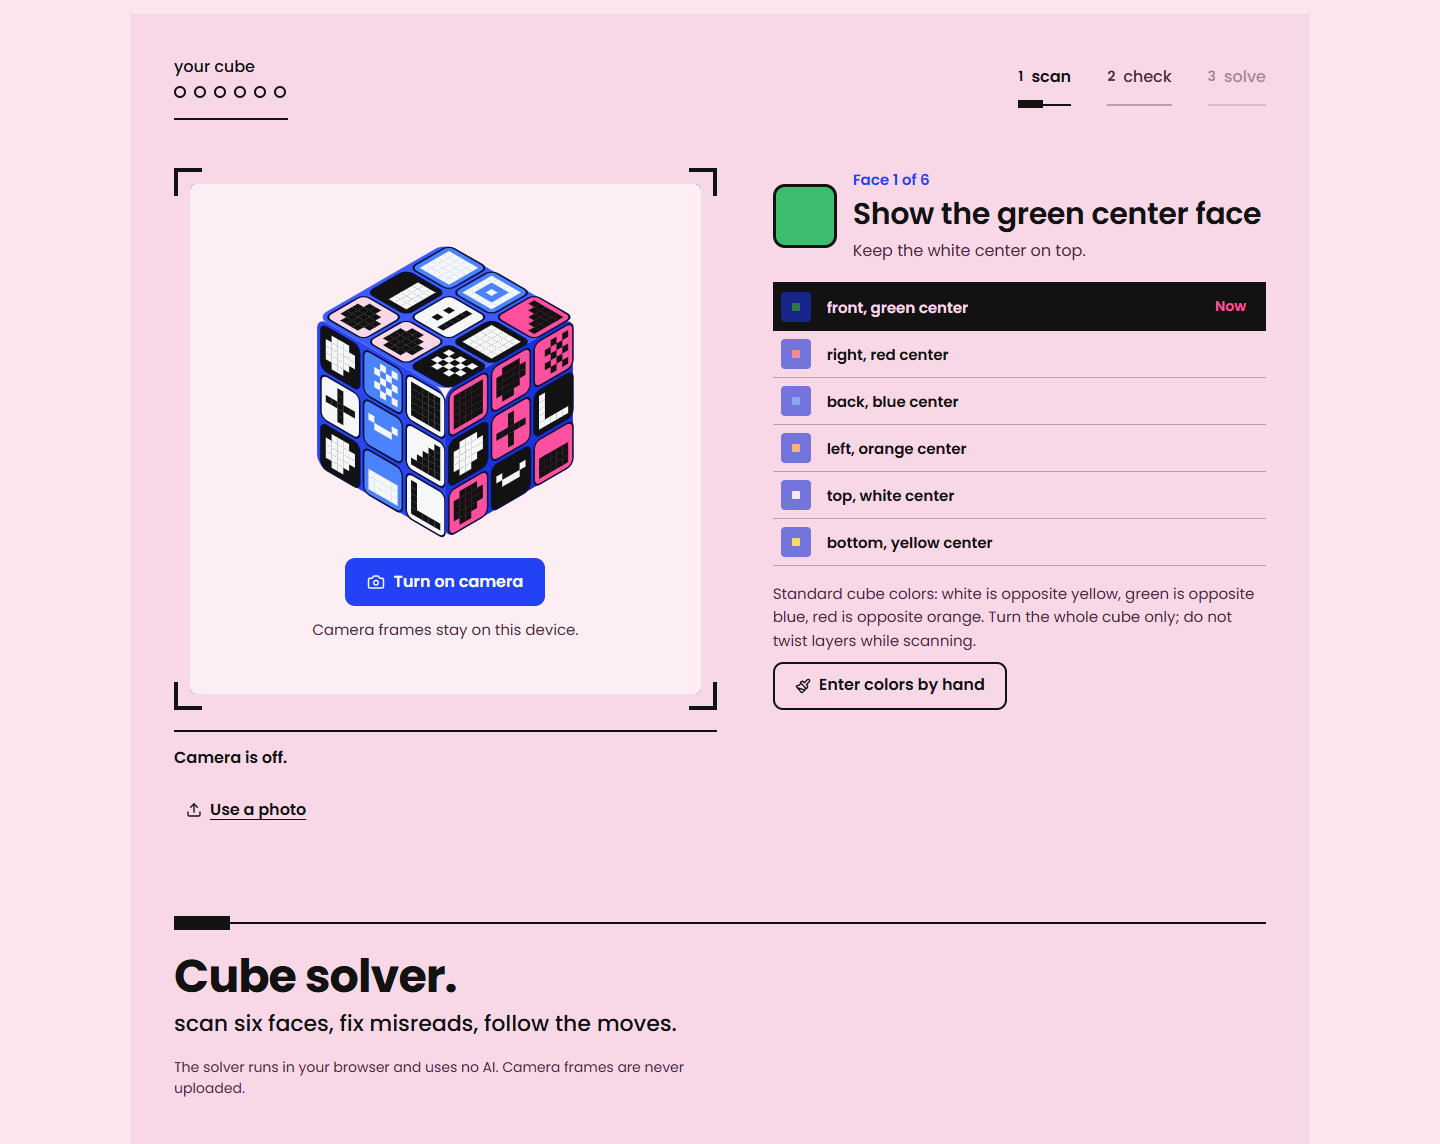 your cube
1 scan
2 check
3 solve
Face 1 of 6
Show the green center face
Keep the white center on top.
front, green center
Now
right, red center
back, blue center
left, orange center
top, white center
bottom, yellow center
Standard cube colors: white is opposite yellow, green is opposite
blue, red is opposite orange. Turn the whole cube only; do not
twist layers while scanning.
Enter colors by hand
Turn on camera
Camera frames stay on this device.
Camera is off.
Use a photo
Cube solver.
scan six faces, fix misreads, follow the moves.
The solver runs in your browser and uses no AI. Camera frames are never
uploaded.